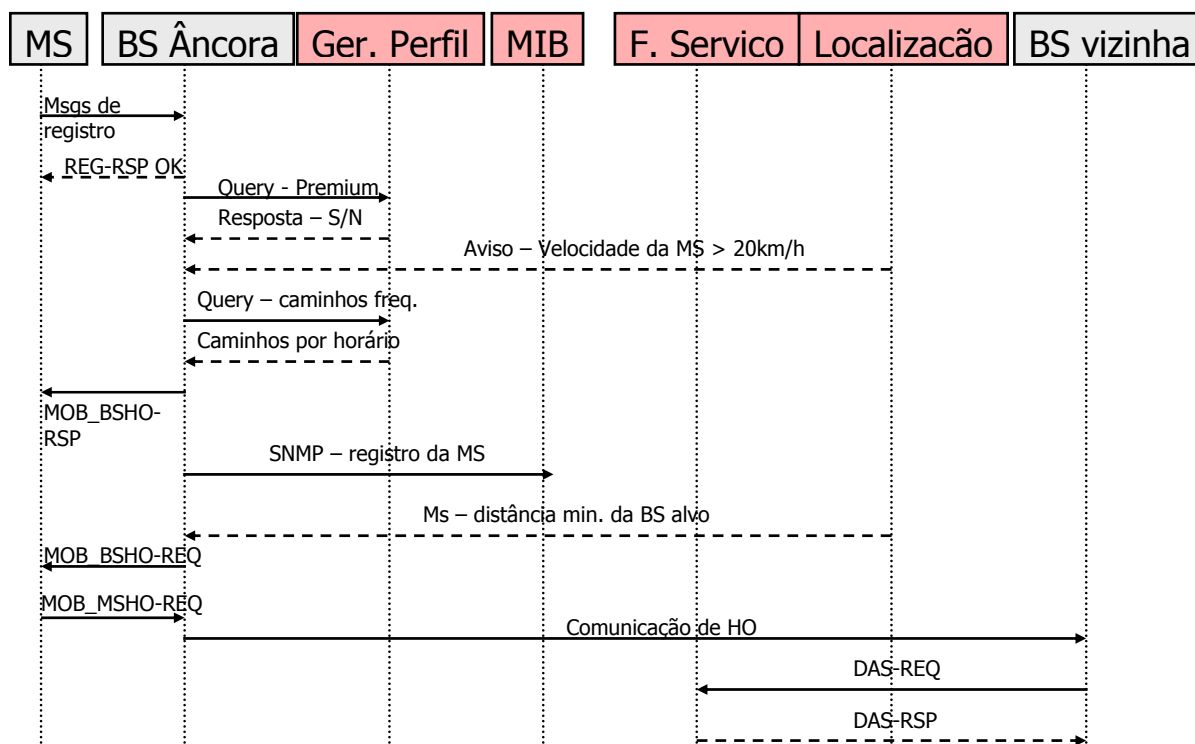 MS
BS Âncora
Ger. Perfil
MIB
F. Servico
Localizacão
BS vizinha
Msgs de
registro
REG-RSP OK
Query - Premium
Resposta – S/N
Aviso – Velocidade da MS > 20km/h
Query – caminhos freq.
Caminhos por horário
MOB_BSHO-
RSP
SNMP – registro da MS
Ms – distância min. da BS alvo
MOB_BSHO-REQ
MOB_MSHO-REQ
Comunicação de HO
DAS-REQ
DAS-RSP